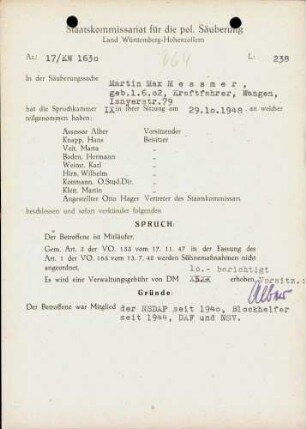 Staatskommissariat für die pol. Säuberung
Land Württemberg-Hohenzollern
Nr.: 17/KW 1630
L: 238
In der Säuberungssache Martin Max Messmer,
geb.1.6.02, Kraftfahrer, Wangen,
Isnyerstr.79
hat die Spruchkammer IX in ihrer Sitzung am 29.10.1948. an welcher
teilgenommen haben:
Assessor Alber Vorsitzender
Knapp, Hans Beisitzer
Veit, Maria "
Boden, Hermann "
Weinr, Karl "
Hirn, Wilhelm "
Kottmann, O.Stud.Dir. "
Klett, Martin "
Angestellter Otto Hager Vertreter des Staatskommissars
beschlossen und sofort verkündet folgenden
SPRUCH:
Der Betroffene ist Mitläufer.
Gem. Art. 2 der VO. 132 vom 17. 11. 47 in der Fassung des
Art. 1 der VO. 165 vom 13. 7. 48 werden Sühnemaßnahmen nicht
angeordnet.
10.- berichtigt
Es wird eine Verwaltungsgebühr von DM erhoben. Vorsitz.:
Alber
Gründe:
Der Betroffene war Mitglied der NSDAP seit 1940, Blockhelfer
seit 1944, DAF und NSV.